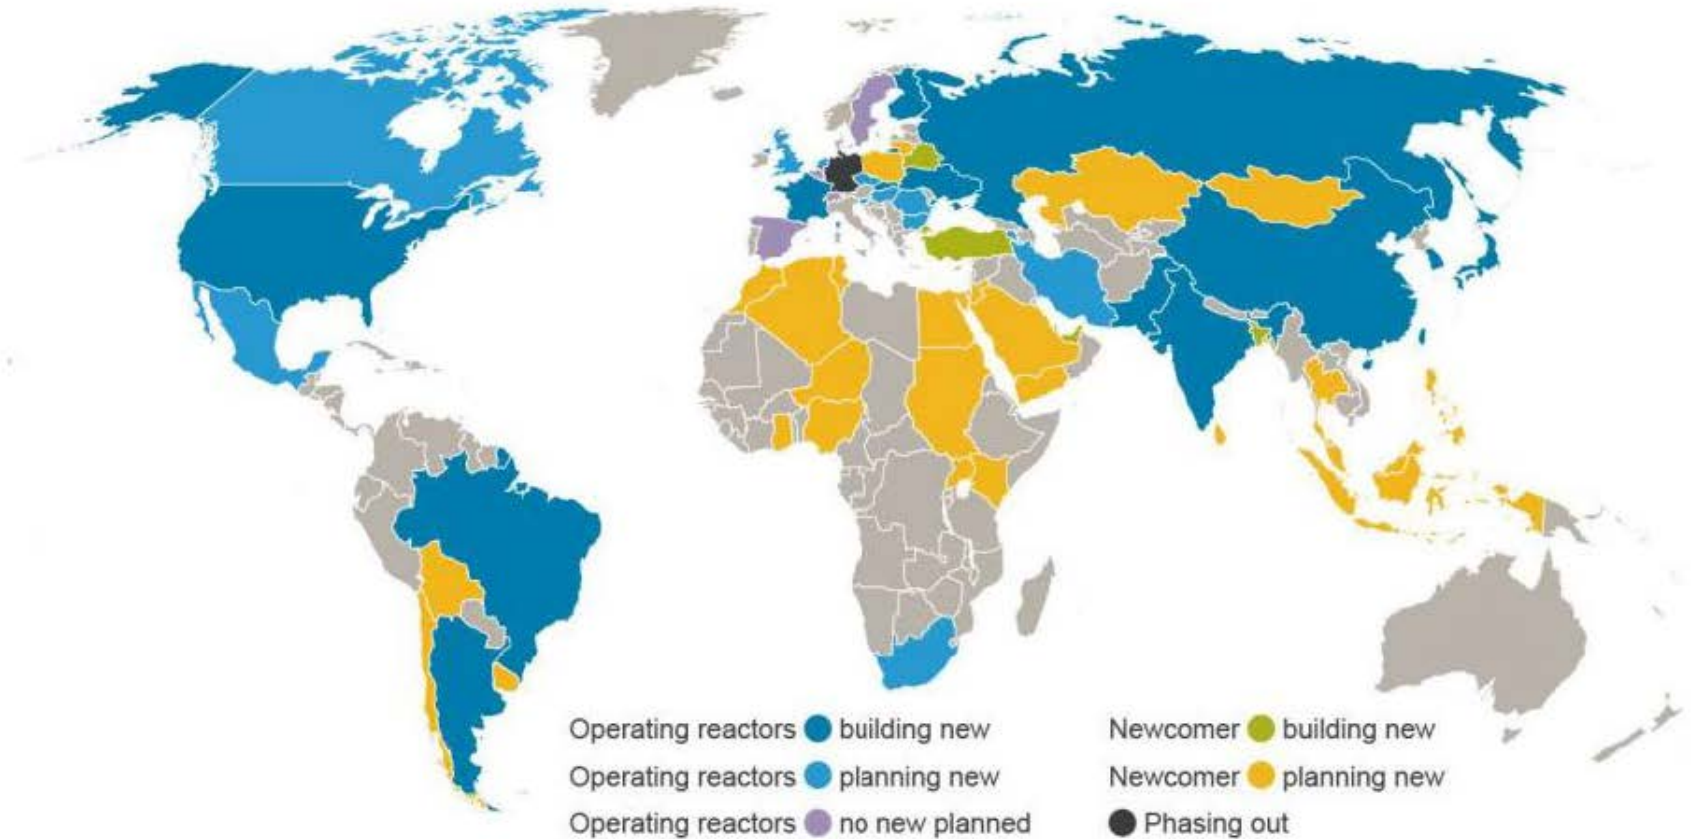 Operating reactors building new
Operating reactors planning new
Operating reactors no new planned
Newcomer building new
Newcomer planning new
Phasing out